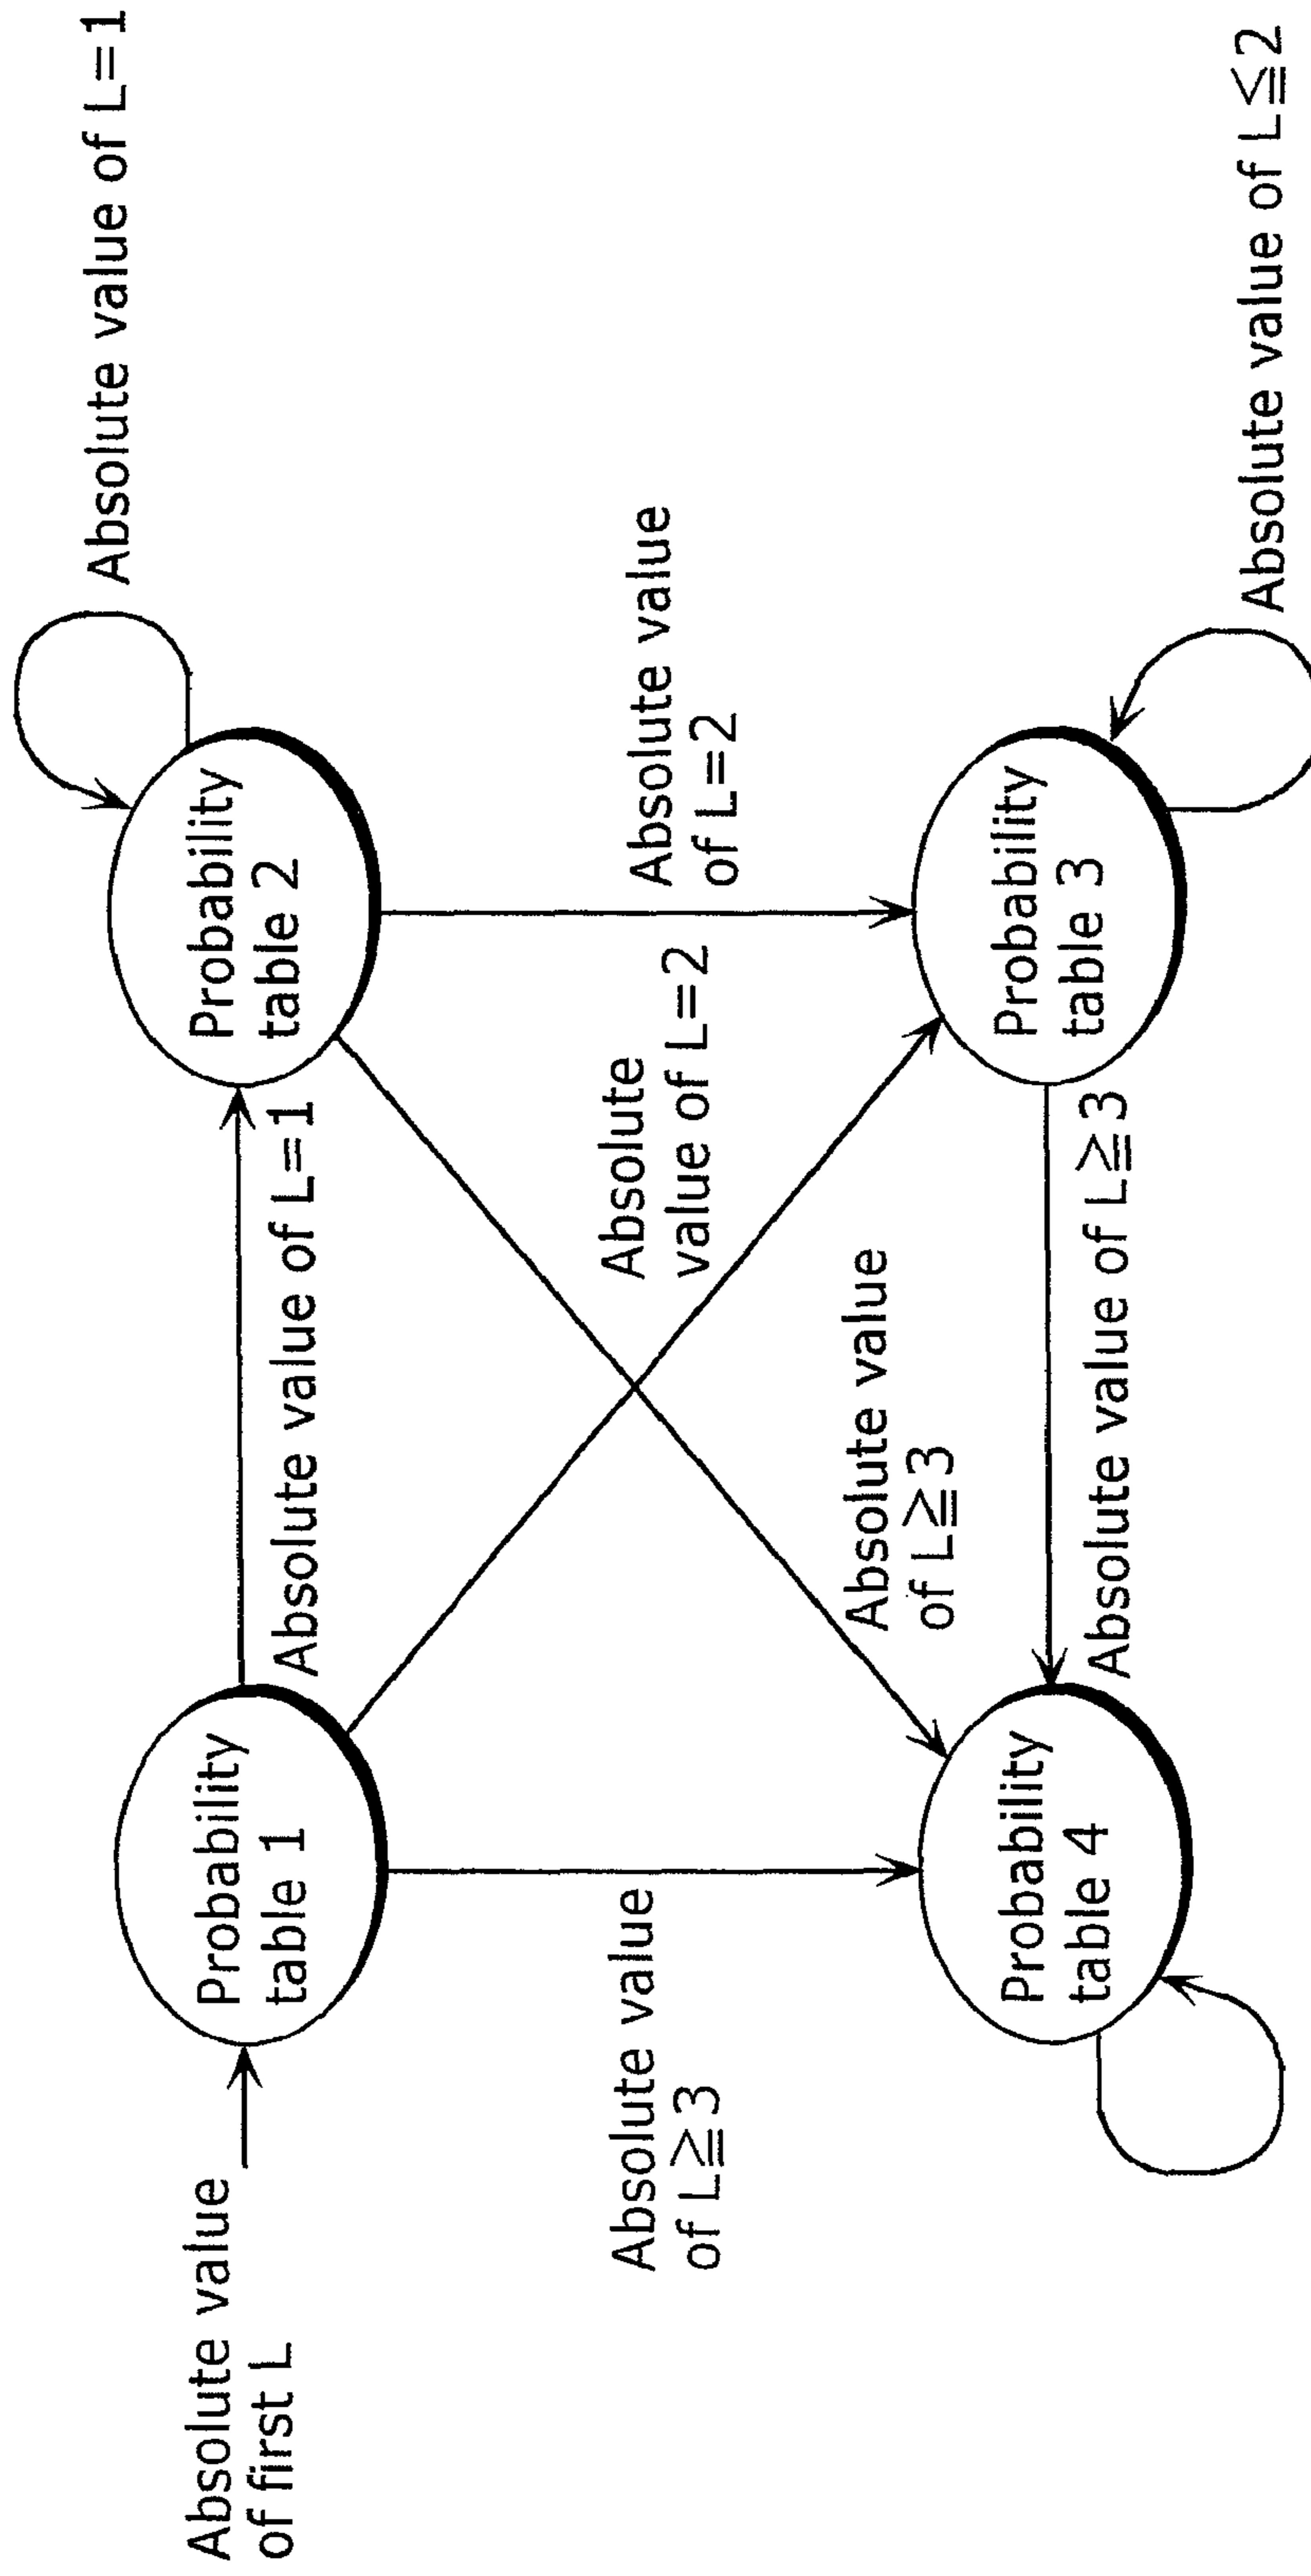 Absolute value
of first L
Probability
table 1
Absolute value of L=1
Probability
table 2
Absolute value of L=1
Absolute value
of L≧3
Absolute
value of L=2
Absolute value
of L=2
Absolute value
of L≧3
Probability
table 4
Absolute value of L≧3
Probability
table 3
Absolute value of L≦2